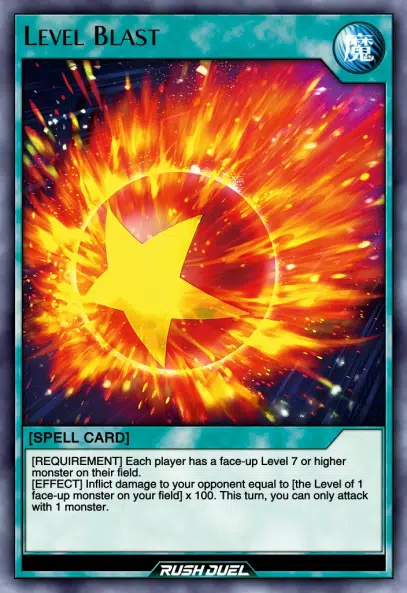 LEVEL BLAST
魔
[SPELL CARD]
[REQUIREMENT] Each player has a face-up Level 7 or higher
monster on their field.
[EFFECT] Inflict damage to your opponent equal to [the Level of 1
face-up monster on your field] x 100. This turn, you can only attack
with 1 monster.
RUSH DUEL